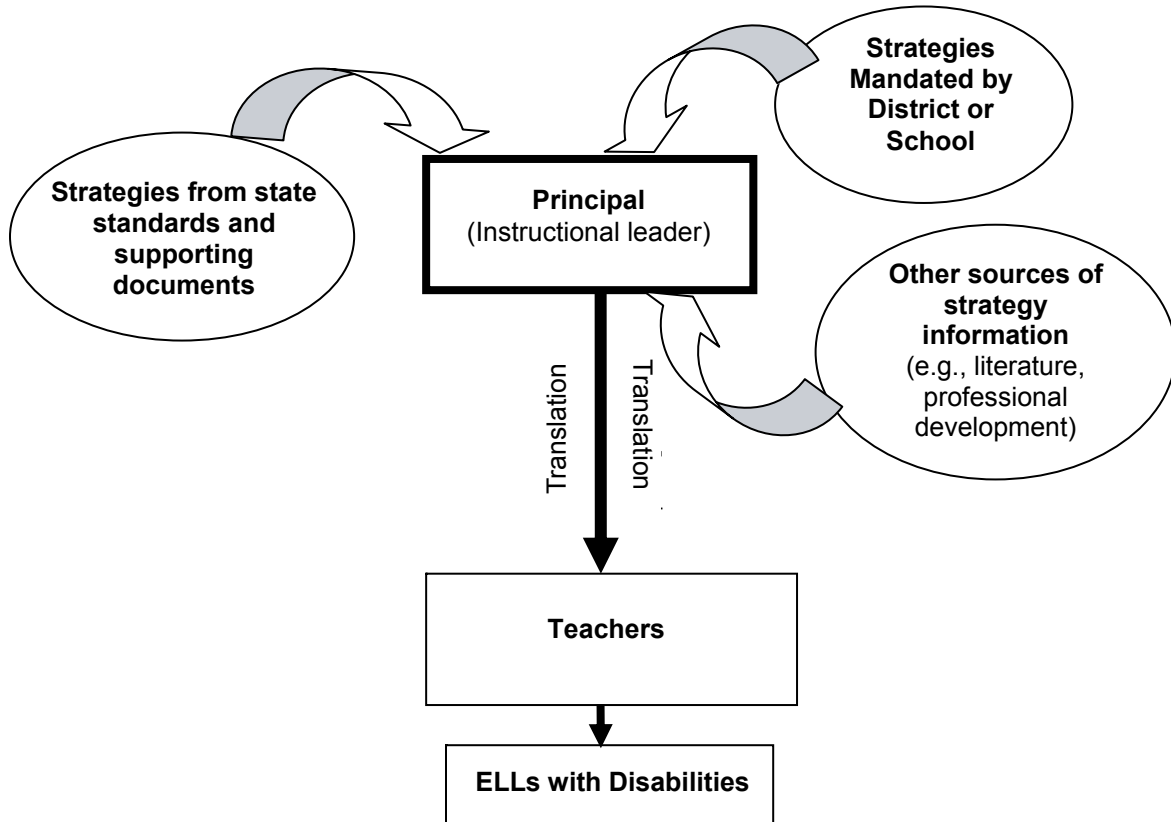 Strategies
Mandated by
District or
School
Strategies from state
standards and
supporting
documents
Principal
(Instructional leader)
Other sources of
strategy
information
(e.g., literature,
professional
development)
Translation
Translation
Teachers
ELLs with Disabilities